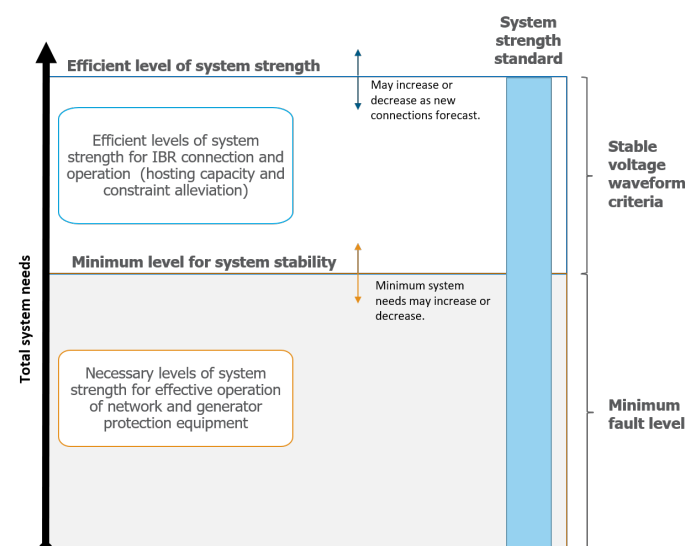 System
strength
standard
Efficient level of system strength
May increase or
decrease as new
connections forecast.
Efficient levels of system
strength for IBR connection and
operation (hosting capacity and
constraint alleviation)
Stable
voltage
waveform
criteria
Minimum level for system stability
Minimum system
needs may increase or
decrease.
Total system needs
Necessary levels of system
strength for effective operation
of network and generator
protection equipment
Minimum
fault level